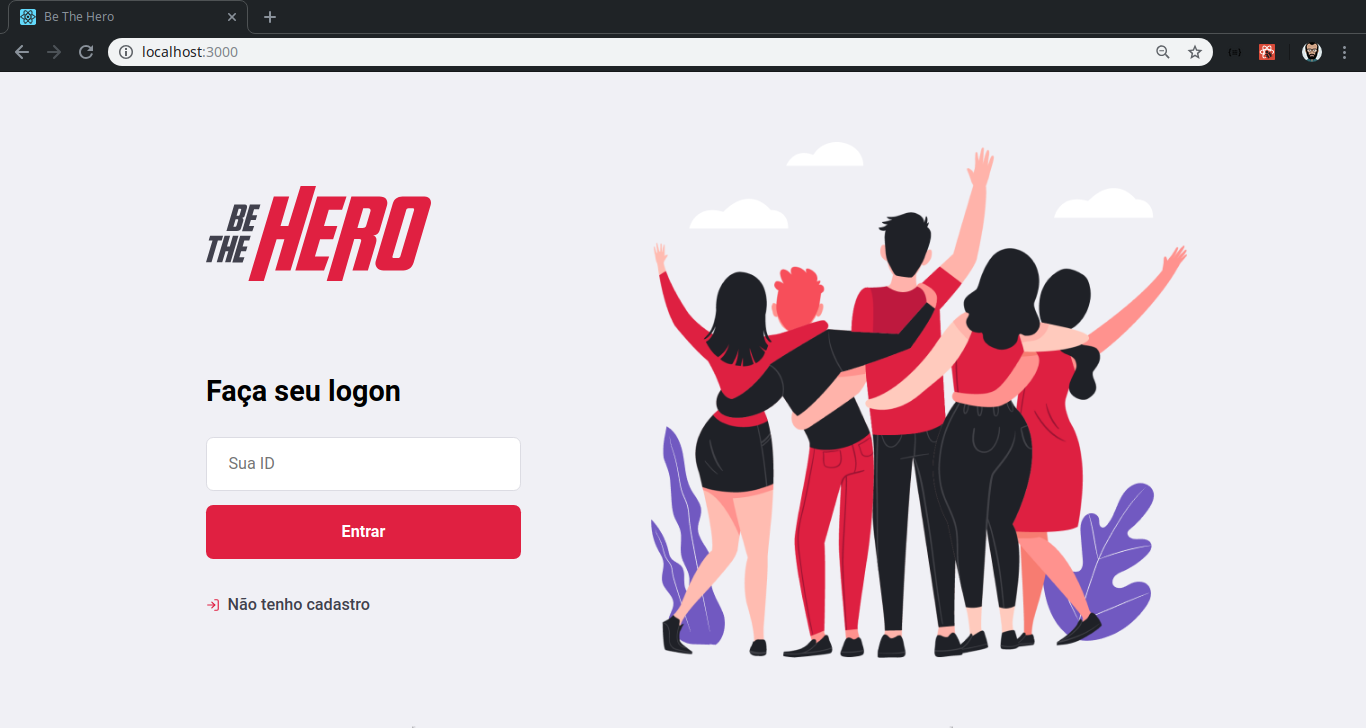 Be The Hero
localhost:3000
BE
THE HERO
Faça seu logon
Sua ID
Entrar
Não tenho cadastro